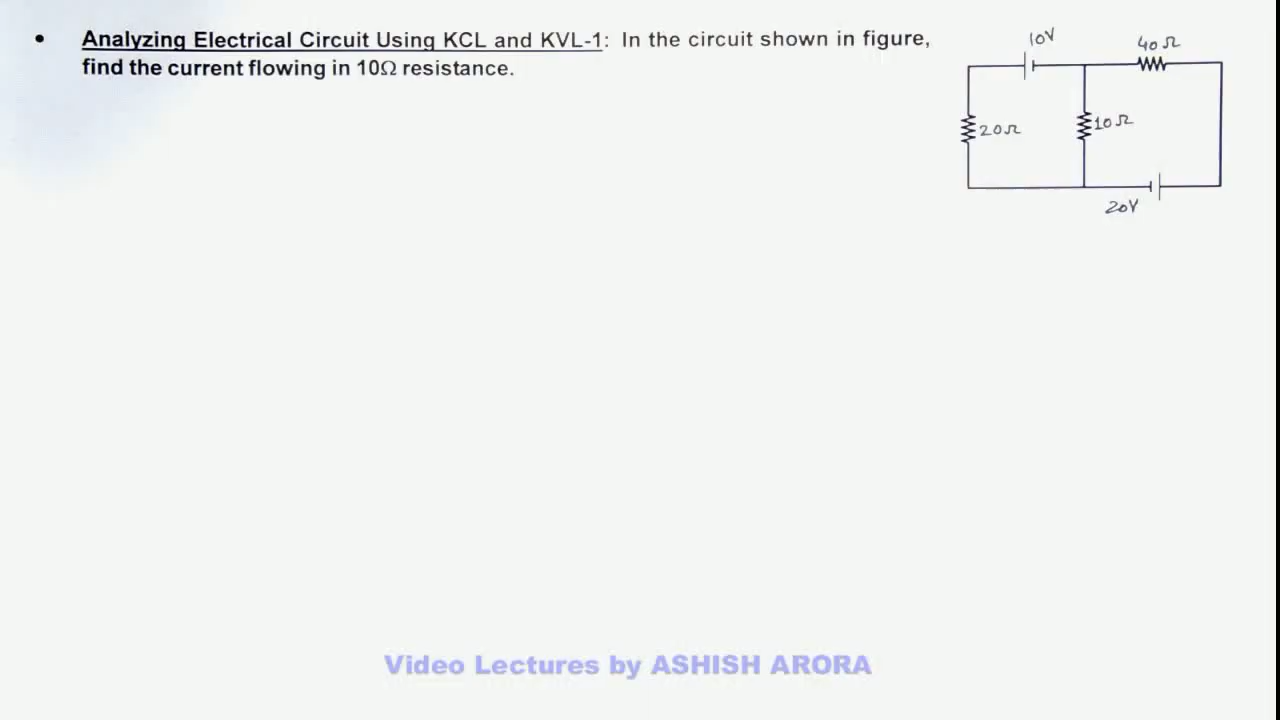 • Analyzing Electrical Circuit Using KCL and KVL-1: In the circuit shown in figure,
find the current flowing in 10Ω resistance.
10V
40Ω
20Ω
10Ω
20V
Video Lectures by ASHISH ARORA